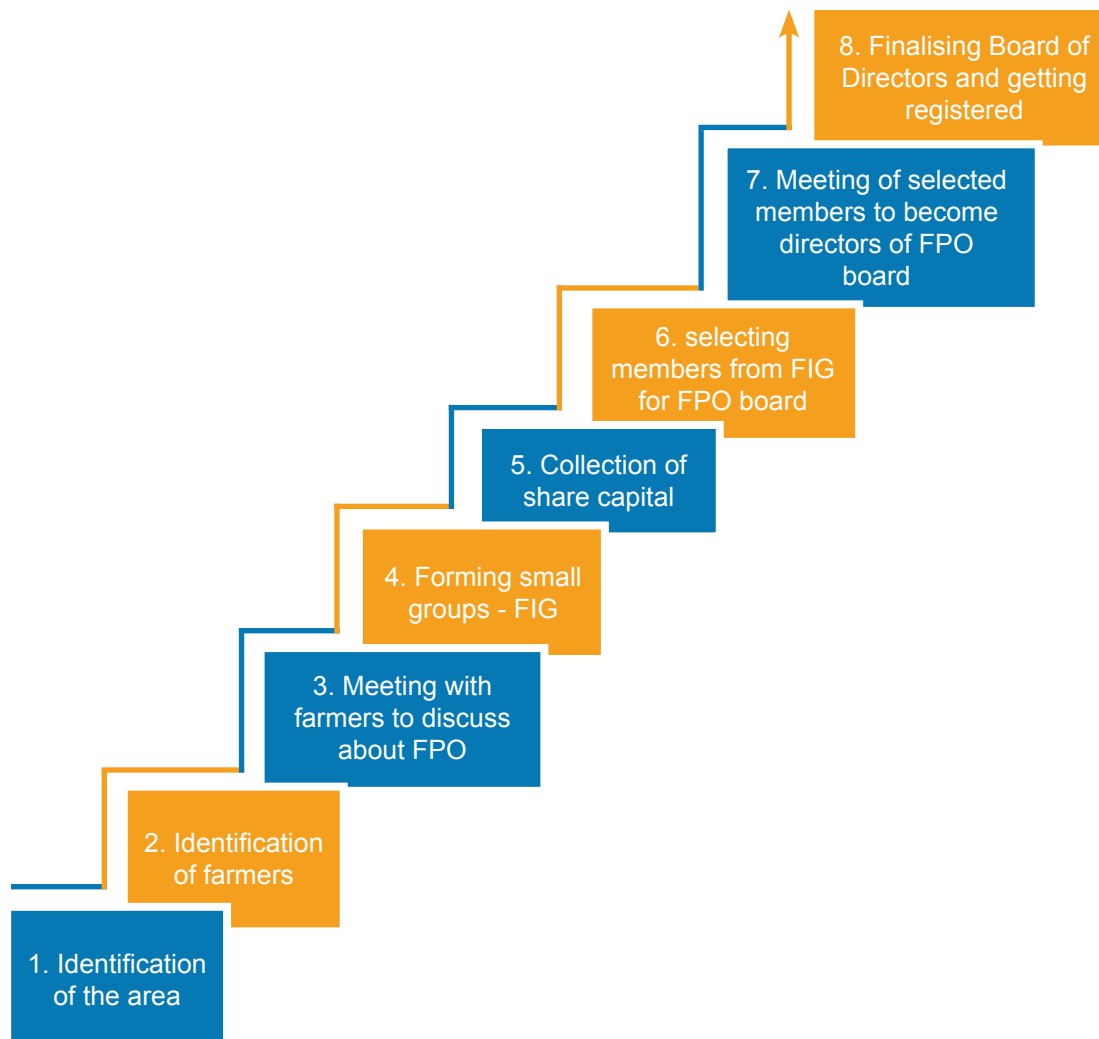 1. Identification
of the area
2. Identification
of farmers
3. Meeting with
farmers to discuss
about FPO
4. Forming small
groups - FIG
5. Collection of
share capital
6. selecting
members from FIG
for FPO board
7. Meeting of selected
members to become
directors of FPO
board
8. Finalising Board of
Directors and getting
registered